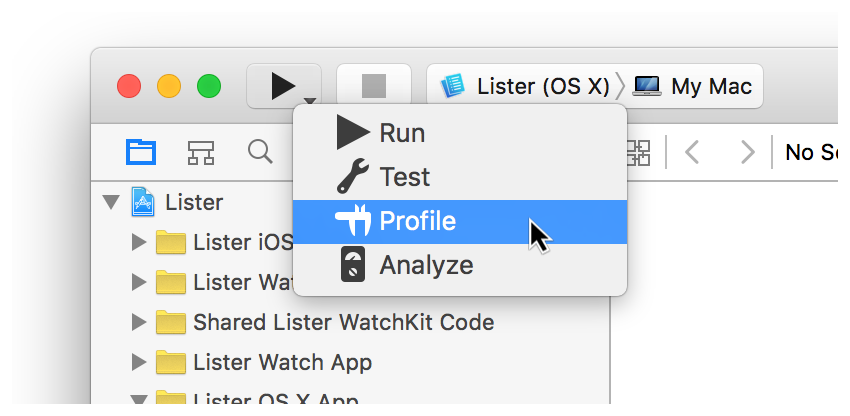 Lister (OS X) My Mac
Run
Test
Profile
Analyze
No
Lister
Lister iOS
Lister
Shared Lister WatchKit Code
Lister Watch App
Lister OS X App